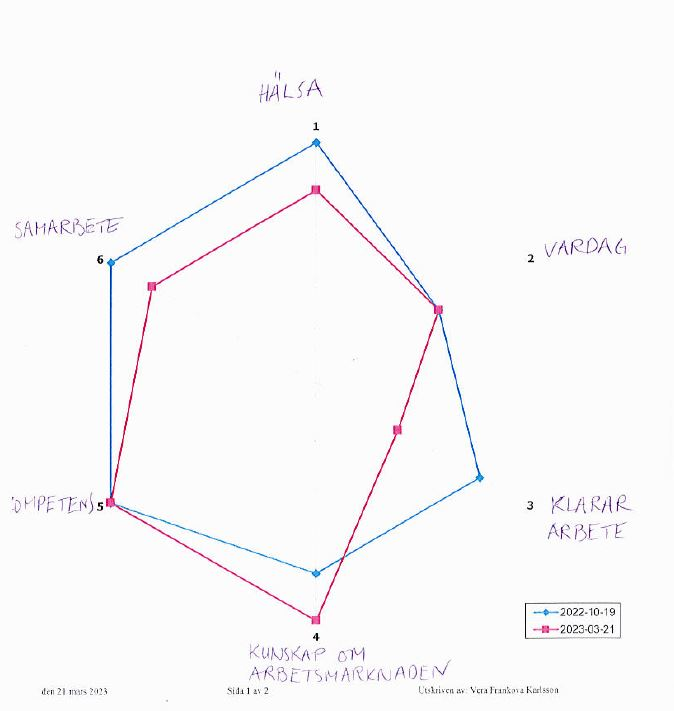 HÄLSA
1
SAMARBETE
6
2 VARDAG
OMPETENS 5
3 KLARAR
ARBETE
2022-10-19
2023-03-21
4
KUNSKAP OM
ARBETSMARKNADEN
den 21 mars 2023 Sida 1 av 2 Utskriven av: Vera Frankova Karlsson